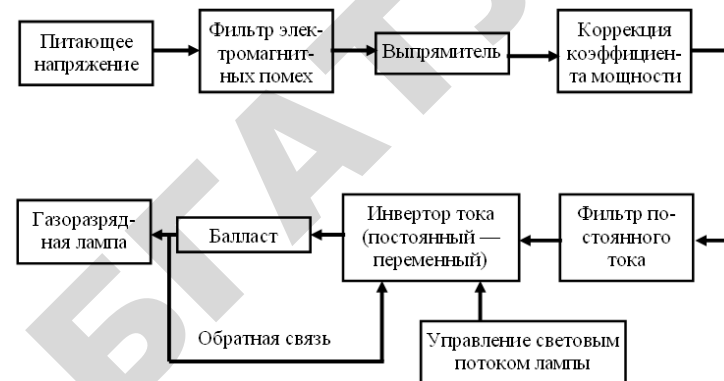 Питающее
напряжение
Фильтр элек-
тромагнит-
ных помех
Выпрямитель
Коррекция
коэффициен-
та мощности
Газоразряд-
ная лампа
Балласт
Инвертор тока
(постоянный —
переменный)
Фильтр по-
стоянного
тока
Обратная связь
Управление световым
потоком лампы
БГАТУ